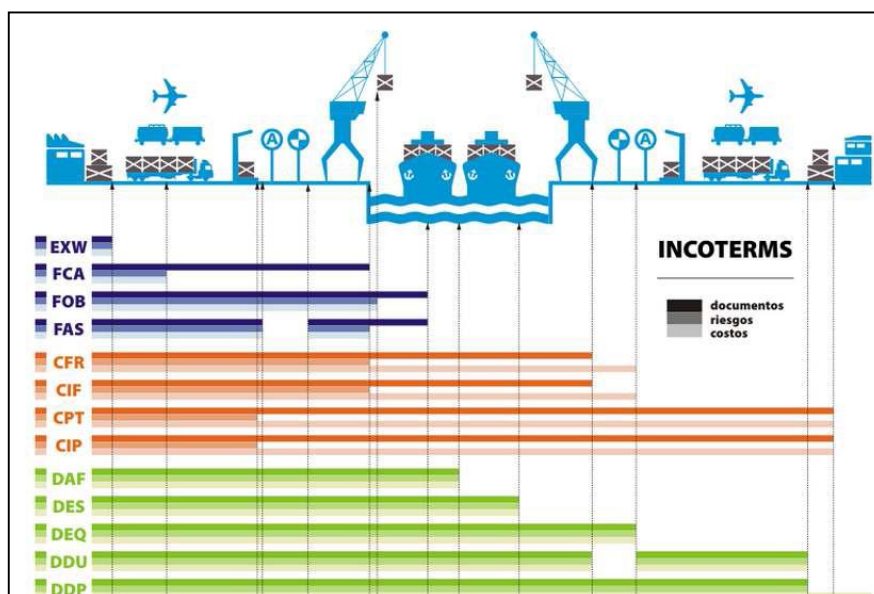 A
A
INCOTERMS
documentos
riesgos
costos
EXW
FCA
FOB
FAS
CFR
CIF
CPT
CIP
DAF
DES
DEQ
DDU
DDP